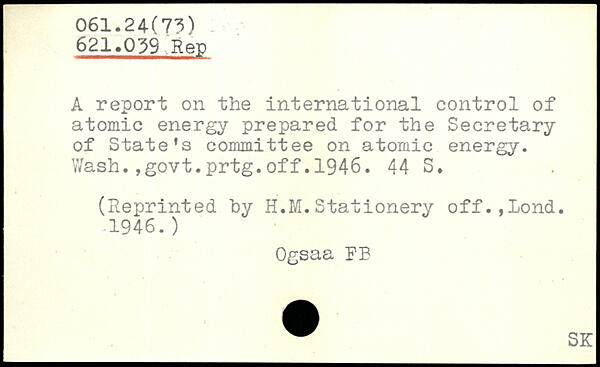 061.24(73)
621.039 Rep
A report on the international control of
atomic energy prepared for the Secretary
of State's committee on atomic energy.
Wash.,govt.prtg.off.1946. 44 S.
(Reprinted by H.M.Stationery off.,Lond.
1946.)
Ogsaa FB
SK